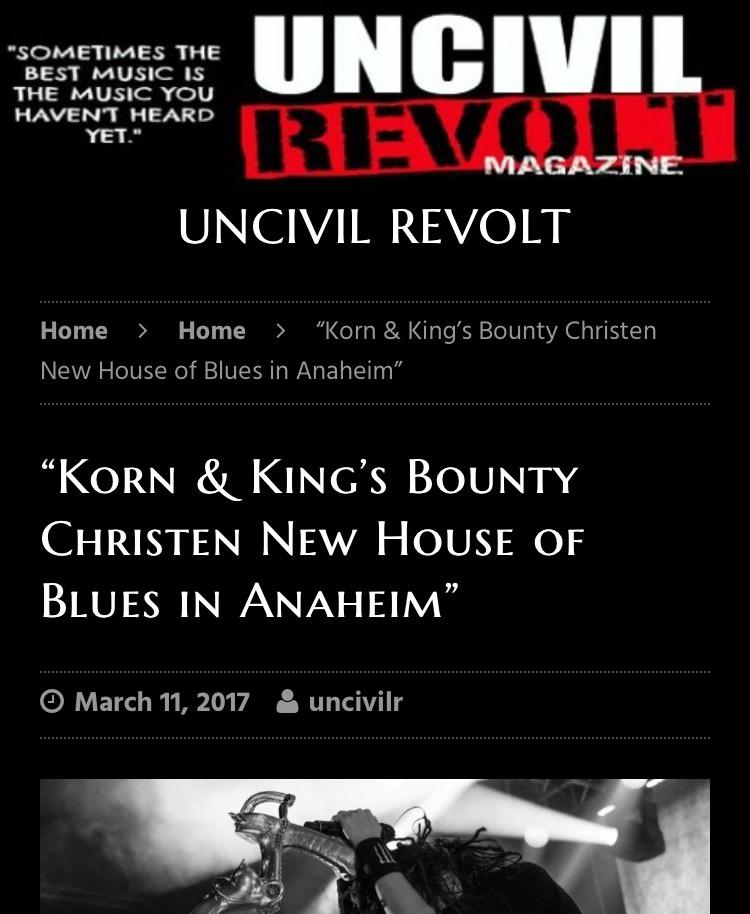 "SOMETIMES THE
BEST MUSIC IS
THE MUSIC YOU
HAVEN'T HEARD
YET."
UNCIVIL
REVOLT
MAGAZINE
UNCIVIL REVOLT
Home > Home > “Korn & King’s Bounty Christen
New House of Blues in Anaheim”
“Korn & King’s Bounty
Christen New House of
Blues in Anaheim”
March 11, 2017 uncivilr